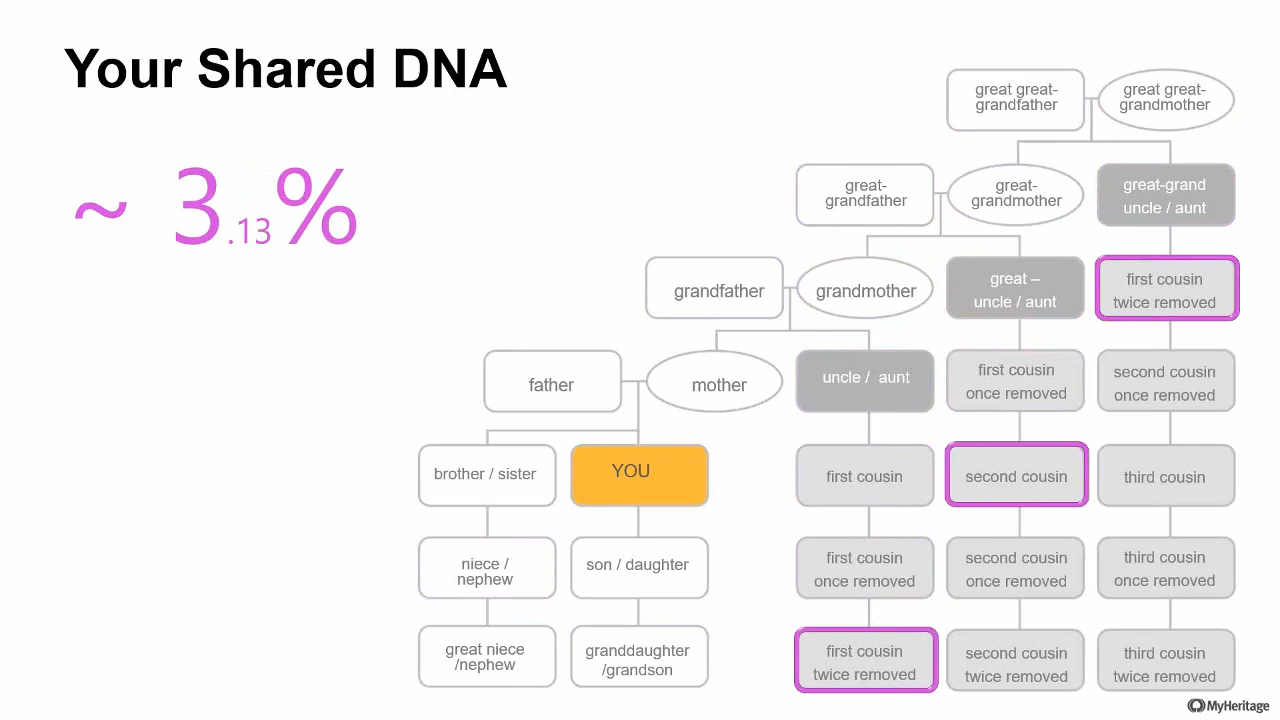 Your Shared DNA
~ 3.13%
great great-
grandfather
great great-
grandmother
great-
grandfather
great-
grandmother
great-grand
uncle / aunt
grandfather
grandmother
great –
uncle / aunt
first cousin
twice removed
father
mother
uncle / aunt
first cousin
once removed
second cousin
once removed
brother / sister
YOU
first cousin
second cousin
third cousin
niece /
nephew
son / daughter
first cousin
once removed
second cousin
once removed
third cousin
once removed
great niece
/nephew
granddaughter
/grandson
first cousin
twice removed
second cousin
twice removed
third cousin
twice removed
MyHeritage